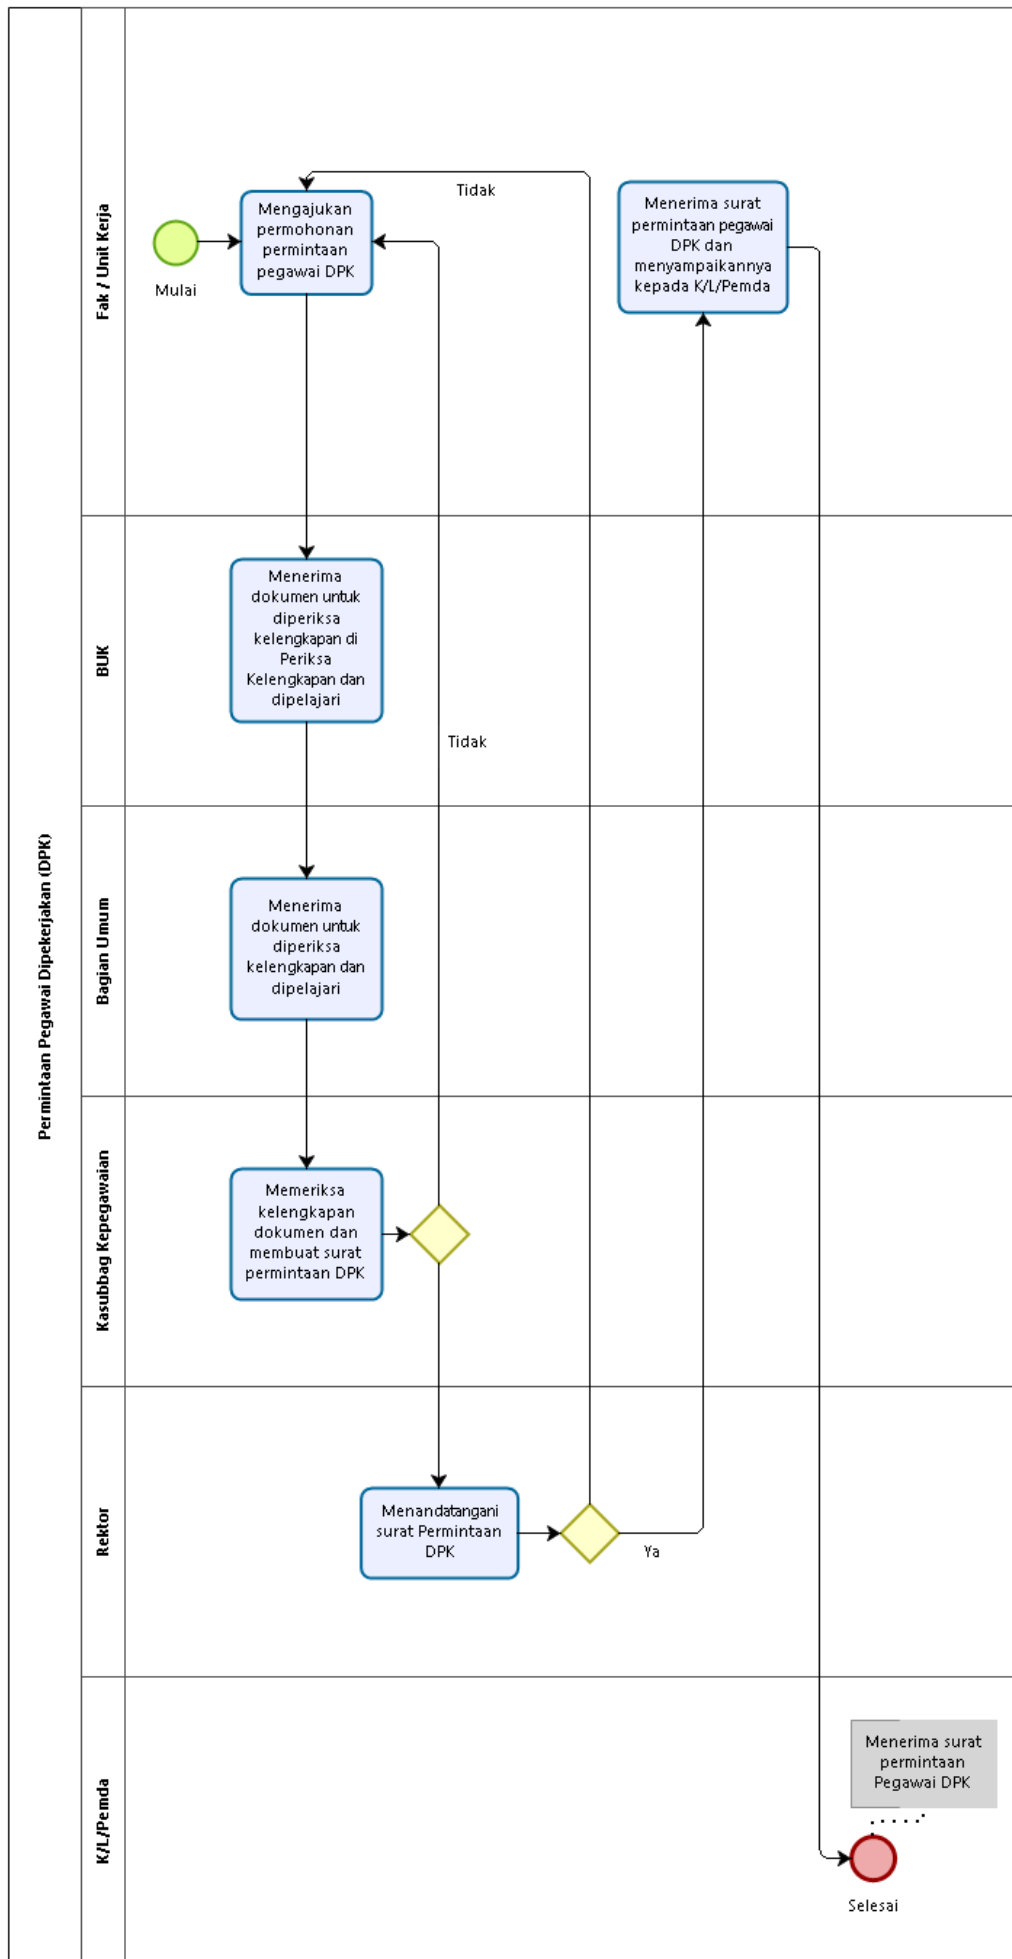 Permintaan Pegawai Dipekerjakan (DPK)
Fak / Unit Kerja
Mulai
Mengajukan
permohonan
permintaan
pegawai DPK
Tidak
Menerima surat
permintaan pegawai
DPK dan
menyampaikannya
kepada K/L/Pemda
BUK
Menerima
dokumen untuk
diperiksa
kelengkapan di
Periksa
Kelengkapan dan
dipelajari
Tidak
Bagian Umum
Menerima
dokumen untuk
diperiksa
kelengkapan dan
dipelajari
Kasubbag Kepegawaian
Memeriksa
kelengkapan
dokumen dan
membuat surat
permintaan DPK
Rektor
Menandatangani
surat Permintaan
DPK
Ya
K/L/Pemda
Menerima surat
permintaan
Pegawai DPK
Selesai